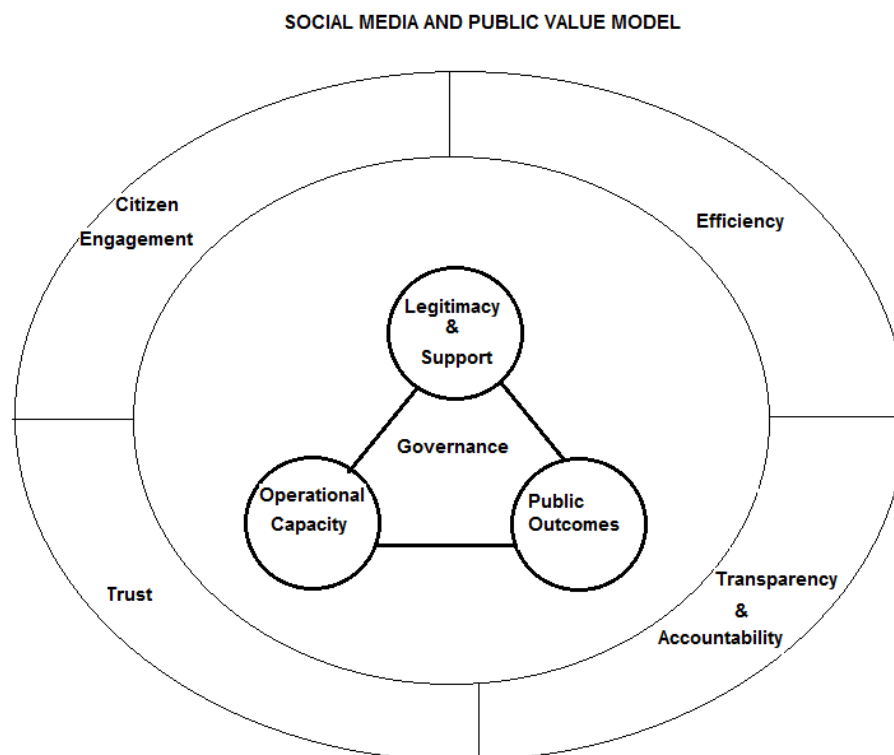 SOCIAL MEDIA AND PUBLIC VALUE MODEL
Citizen
Engagement
Efficiency
Legitimacy
&
Support
Governance
Operational
Capacity
Public
Outcomes
Trust
Transparency
&
Accountability